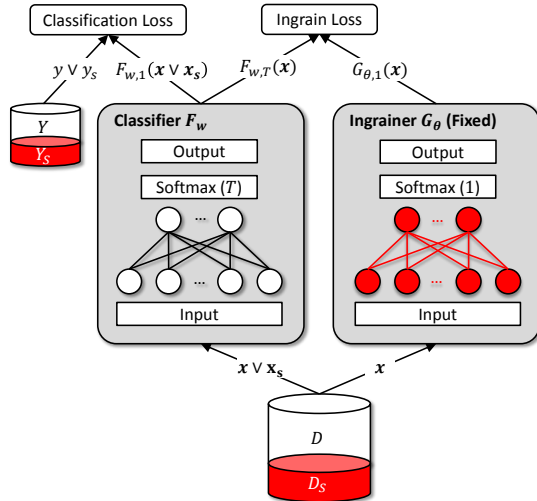 Classification Loss
Ingrain Loss
y ∨ y_s
F_{w,1}(x ∨ x_s)
F_{w,T}(x)
G_{θ,1}(x)
Y
Y_S
Classifier F_w
Output
Softmax (T)
...
...
Input
Ingrainer G_θ (Fixed)
Output
Softmax (1)
...
...
Input
x ∨ x_s
x
D
D_S